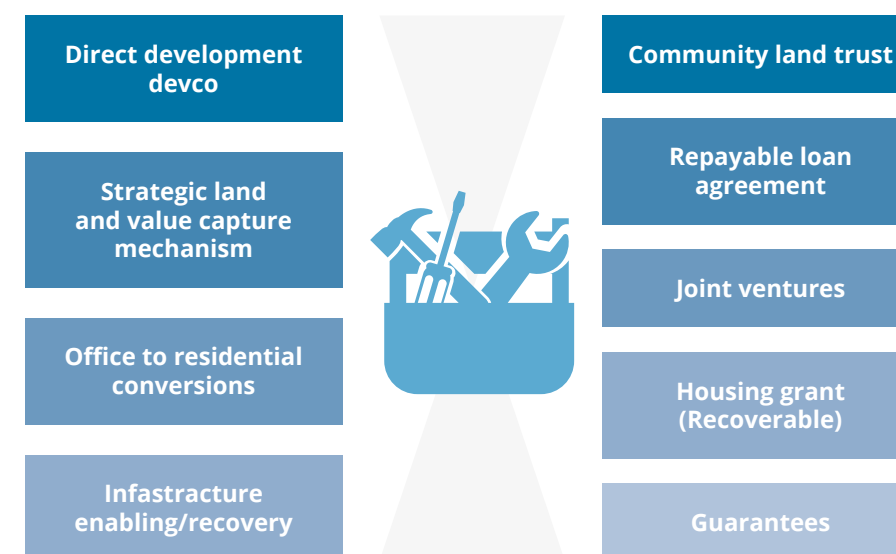 Direct development
devco
Strategic land
and value capture
mechanism
Office to residential
conversions
Infastracture
enabling/recovery
Community land trust
Repayable loan
agreement
Joint ventures
Housing grant
(Recoverable)
Guarantees